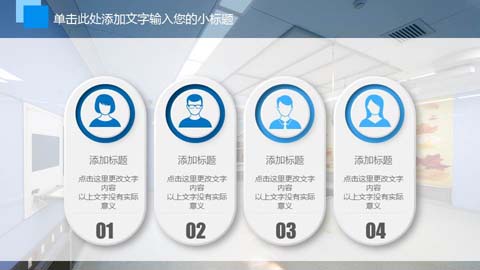 单击此处添加文字输入您的小标题
添加标题
点击这里更改文字
内容
以上文字没有实际
意义
01
添加标题
点击这里更改文字
内容
以上文字没有实际
意义
02
添加标题
点击这里更改文字
内容
以上文字没有实际
意义
03
添加标题
点击这里更改文字
内容
以上文字没有实际
意义
04